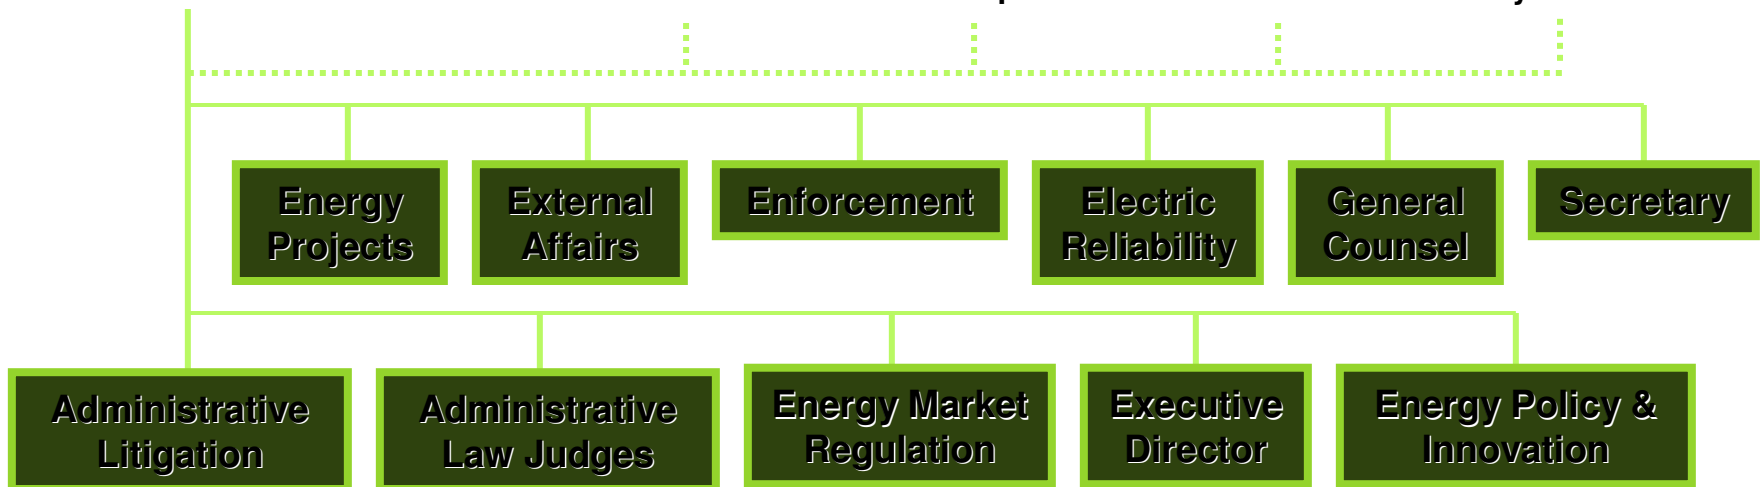 Energy
Projects
External
Affairs
Enforcement
Electric
Reliability
General
Counsel
Secretary
Administrative
Litigation
Administrative
Law Judges
Energy Market
Regulation
Executive
Director
Energy Policy &
Innovation